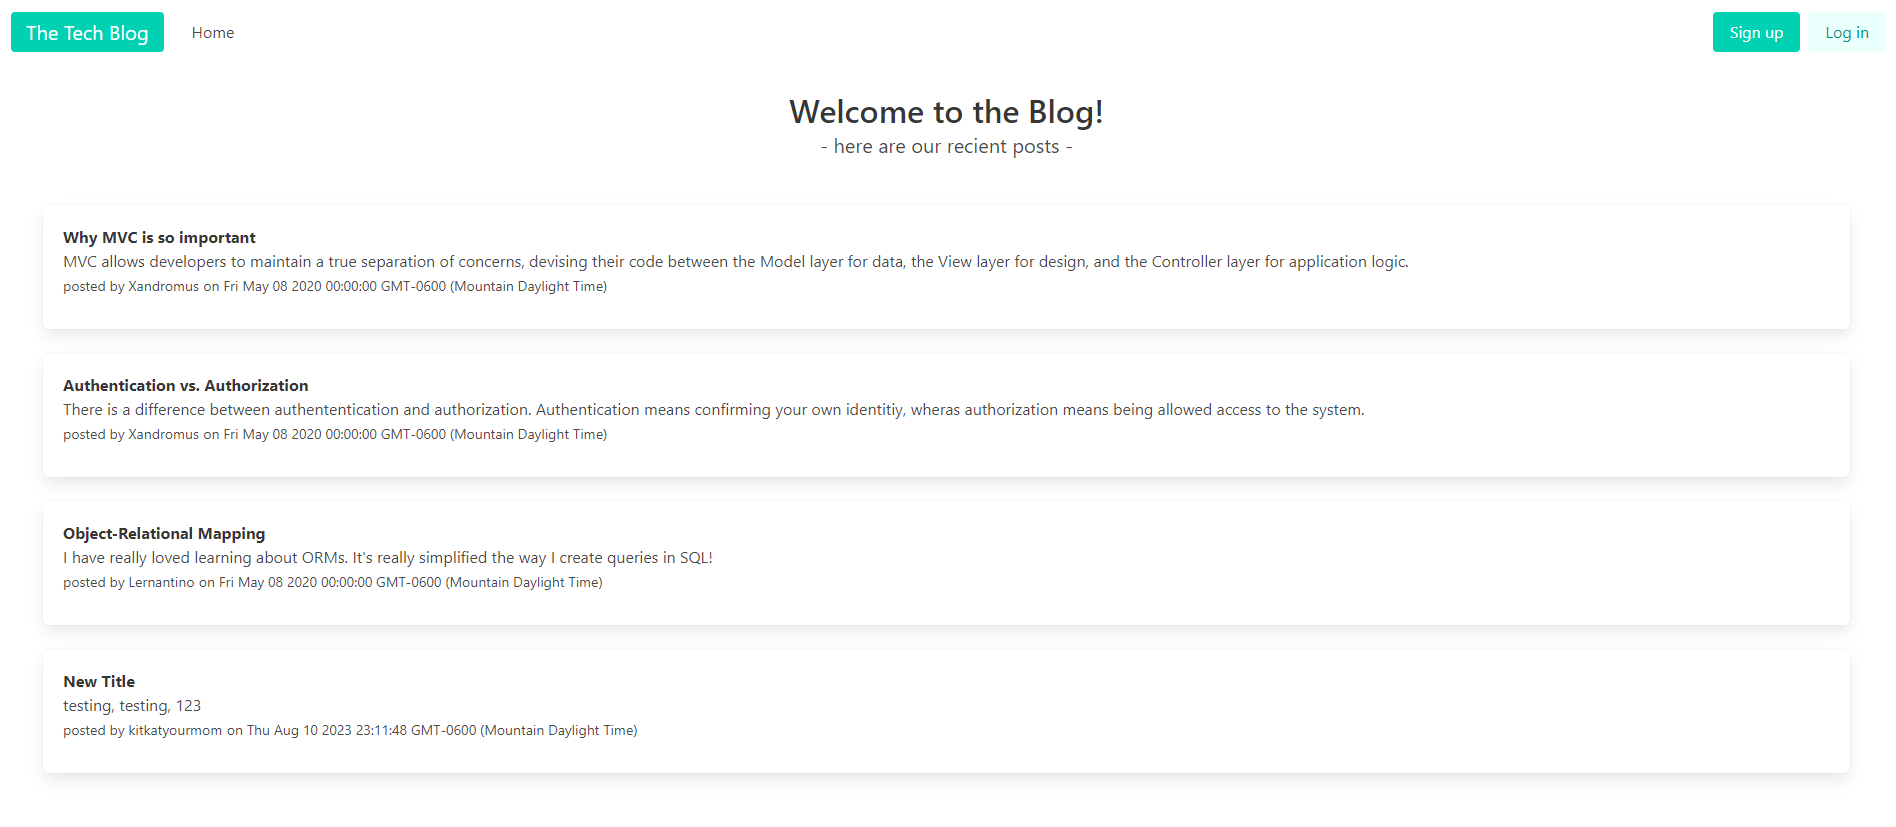 The Tech Blog
Home
Sign up
Log in
Welcome to the Blog!
- here are our recient posts -
Why MVC is so important
MVC allows developers to maintain a true separation of concerns, devising their code between the Model layer for data, the View layer for design, and the Controller layer for application logic.
posted by Xandromus on Fri May 08 2020 00:00:00 GMT-0600 (Mountain Daylight Time)
Authentication vs. Authorization
There is a difference between authententication and authorization. Authentication means confirming your own identitiy, wheras authorization means being allowed access to the system.
posted by Xandromus on Fri May 08 2020 00:00:00 GMT-0600 (Mountain Daylight Time)
Object-Relational Mapping
I have really loved learning about ORMs. It's really simplified the way I create queries in SQL!
posted by Lernantino on Fri May 08 2020 00:00:00 GMT-0600 (Mountain Daylight Time)
New Title
testing, testing, 123
posted by kitkatyourmom on Thu Aug 10 2023 23:11:48 GMT-0600 (Mountain Daylight Time)